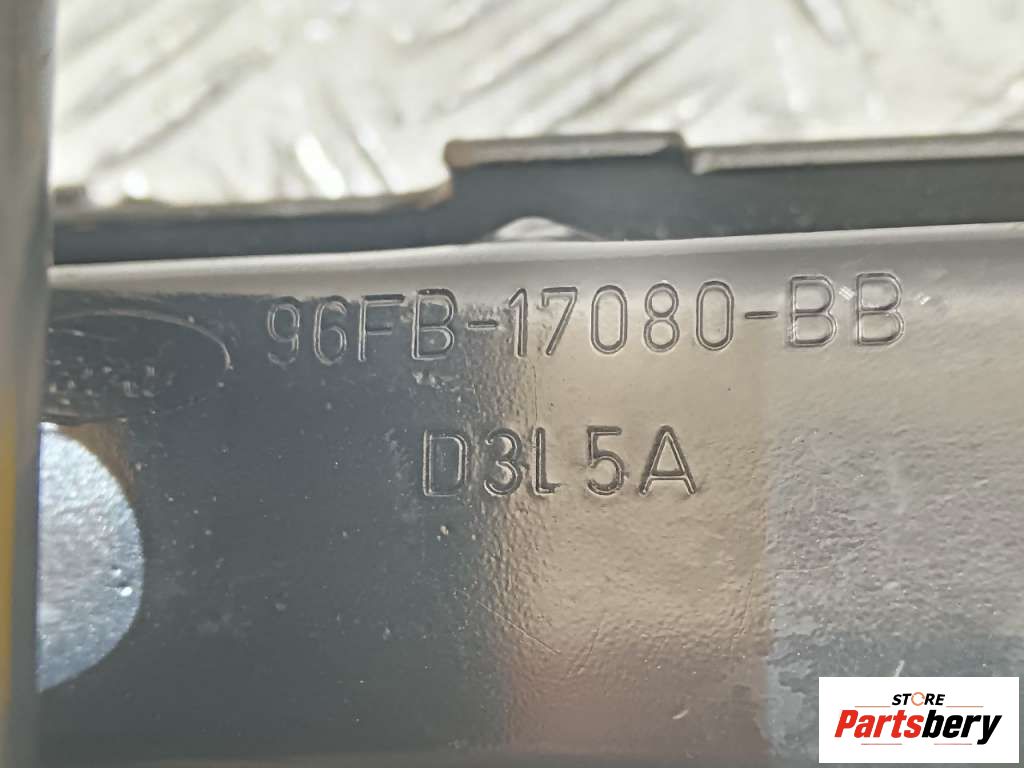 96FB-17080-BB
D3L5A
STORE
Partsbery